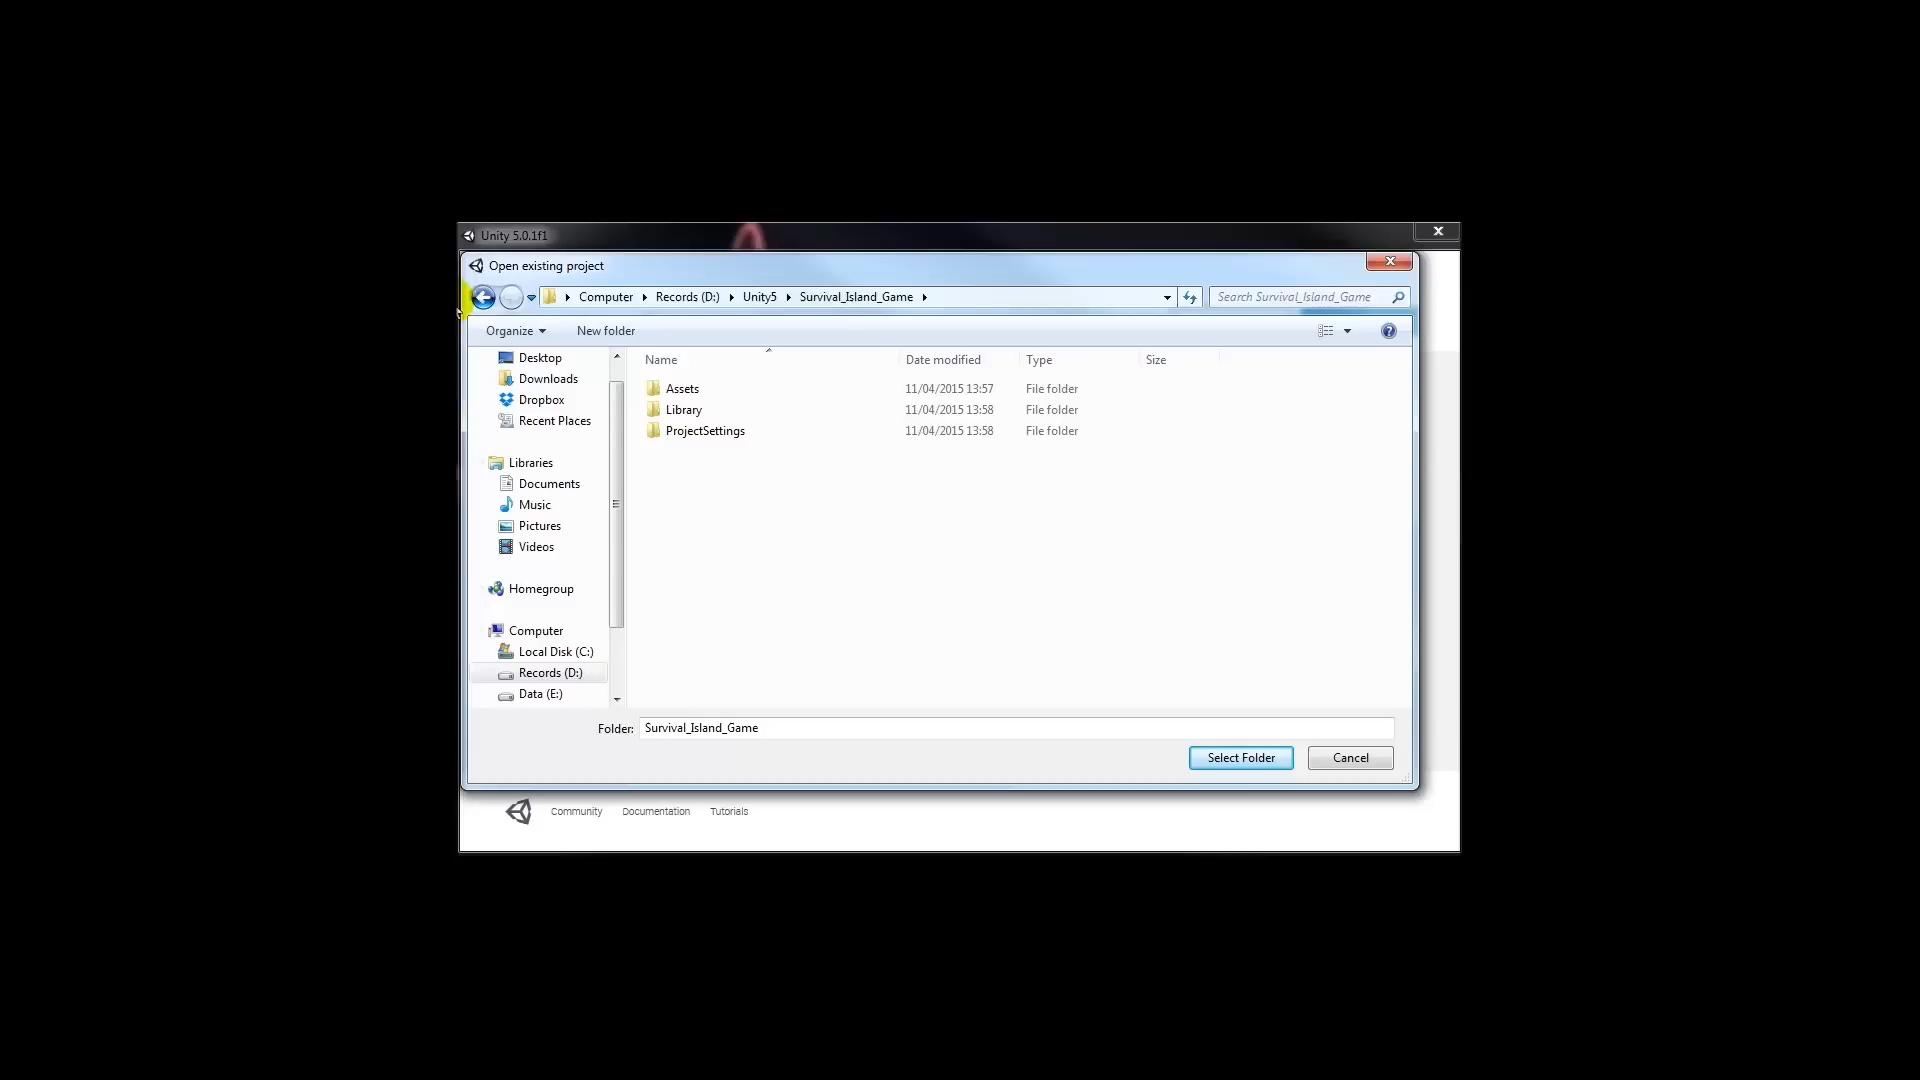 Unity 5.0.1f1
Open existing project
Computer Records (D:) Unity5 Survival_Island_Game Search Survival_Island_Game
Organize New folder
Name Date modified Type Size
Desktop
Downloads
Dropbox
Recent Places
Libraries
Documents
Music
Pictures
Videos
Homegroup
Computer
Local Disk (C:)
Records (D:)
Data (E:)
Assets 11/04/2015 13:57 File folder
Library 11/04/2015 13:58 File folder
ProjectSettings 11/04/2015 13:58 File folder
Folder: Survival_Island_Game
Select Folder Cancel
Community Documentation Tutorials